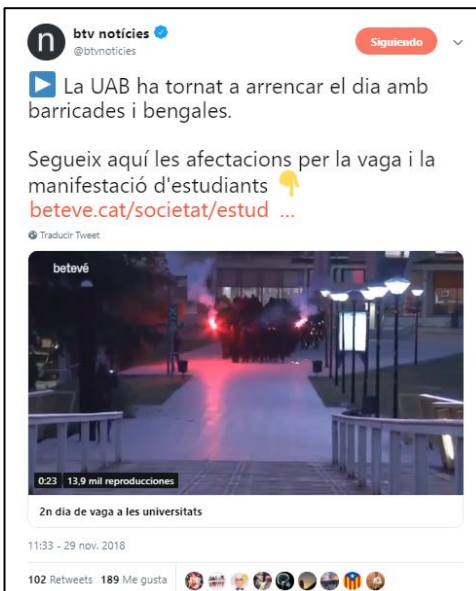 btv notícies
@btvnoticies
Siguiendo
La UAB ha tornat a arrencar el dia amb
barricades i bengales.
Segueix aquí les afectacions per la vaga i la
manifestació d'estudiants
beteve.cat/societat/estud ...
Traducir Tweet
betevé
0:23 13,9 mil reproducciones
2n dia de vaga a les universitats
11:33 - 29 nov. 2018
102 Retweets 189 Me gusta